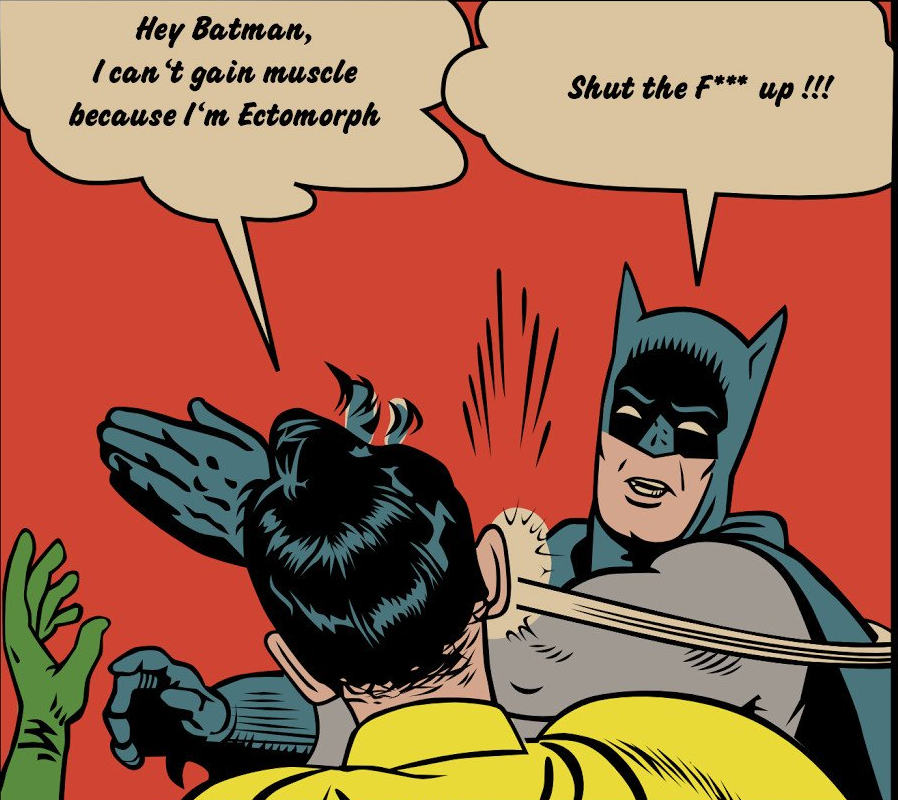 Hey Batman,
I can‘t gain muscle
because I‘m Ectomorph
Shut the F*** up !!!